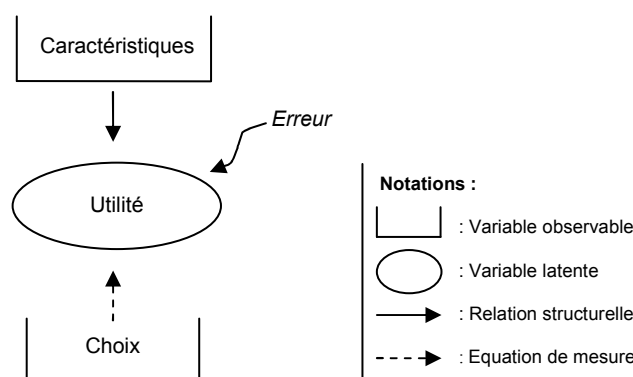 Caractéristiques
Erreur
Utilité
Choix
Notations :
: Variable observable
: Variable latente
: Relation structurelle
: Equation de mesure